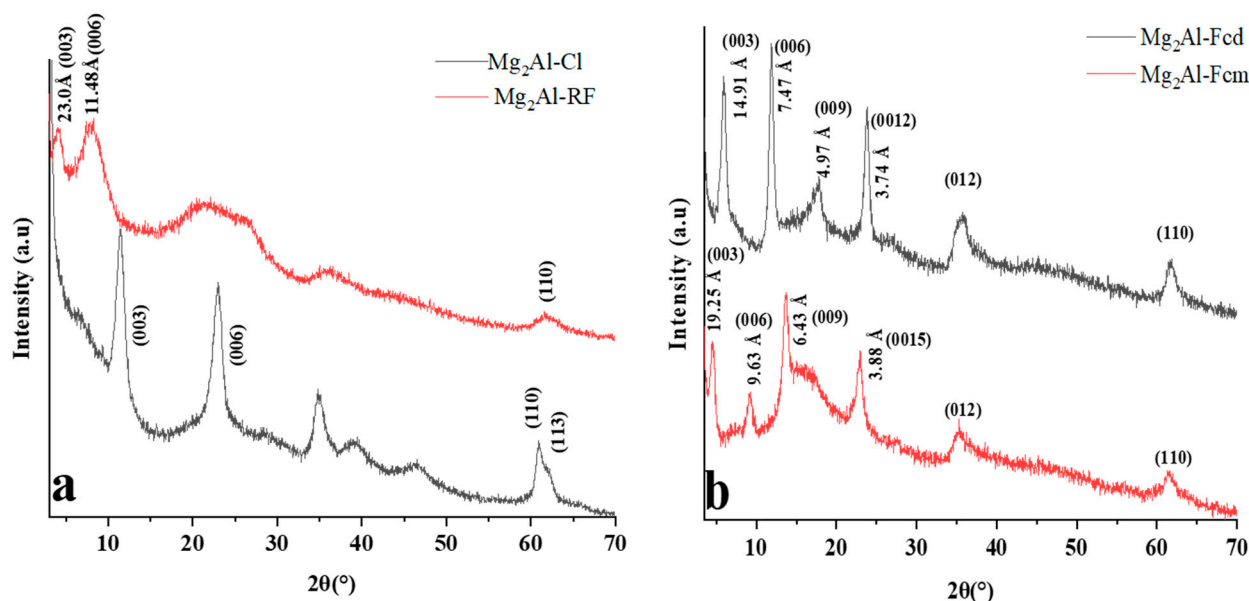 23.0Å (003)
11.48Å (006)
Mg₂Al-Cl
Mg₂Al-RF
(003)
(006)
(110)
(110)
(113)
a
Intensity (a.u)
10 20 30 40 50 60 70
2θ(°)
(003)
14.91 Å
(006)
7.47 Å
(009)
4.97 Å
(0012)
3.74 Å
(012)
(110)
Mg₂Al-Fcd
Mg₂Al-Fcm
19.25 Å (003)
(006)
9.63 Å
6.43 Å
(009)
3.88 Å
(0015)
(012)
(110)
b
Intensity (a.u)
10 20 30 40 50 60 70
2θ(°)